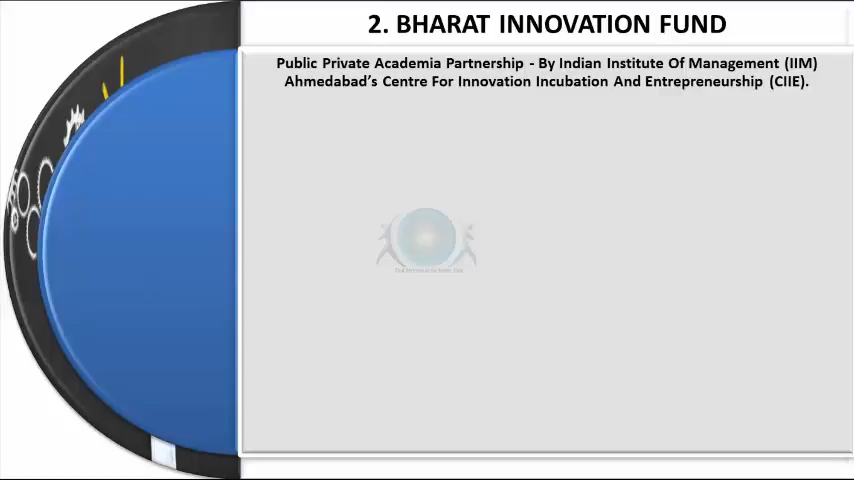 2. BHARAT INNOVATION FUND
Public Private Academia Partnership - By Indian Institute Of Management (IIM)
Ahmedabad’s Centre For Innovation Incubation And Entrepreneurship (CIIE).